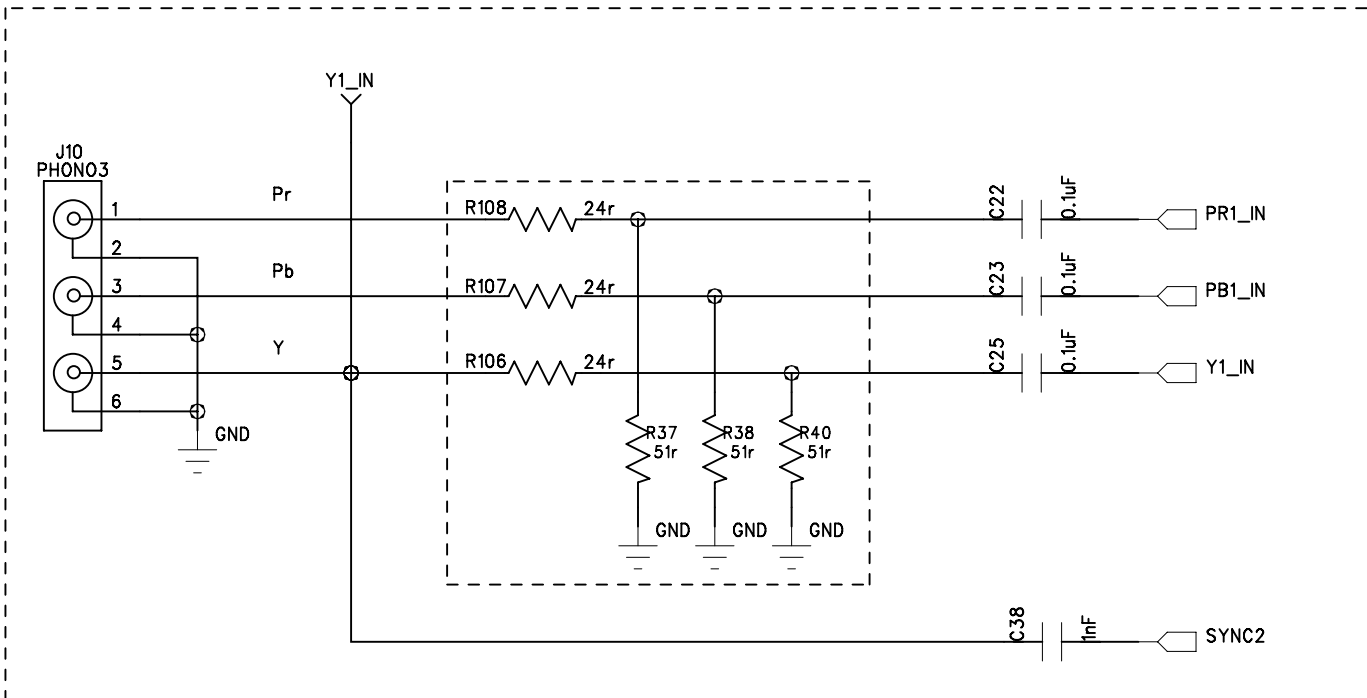 Y1_IN
J10
PHONO3
1
2
3
4
5
6
Pr
Pb
Y
GND
R108
24r
R107
24r
R106
24r
R37
51r
R38
51r
R40
51r
GND
GND
GND
C22
0.1uF
PR1_IN
C23
0.1uF
PB1_IN
C25
0.1uF
Y1_IN
C38
1nF
SYNC2